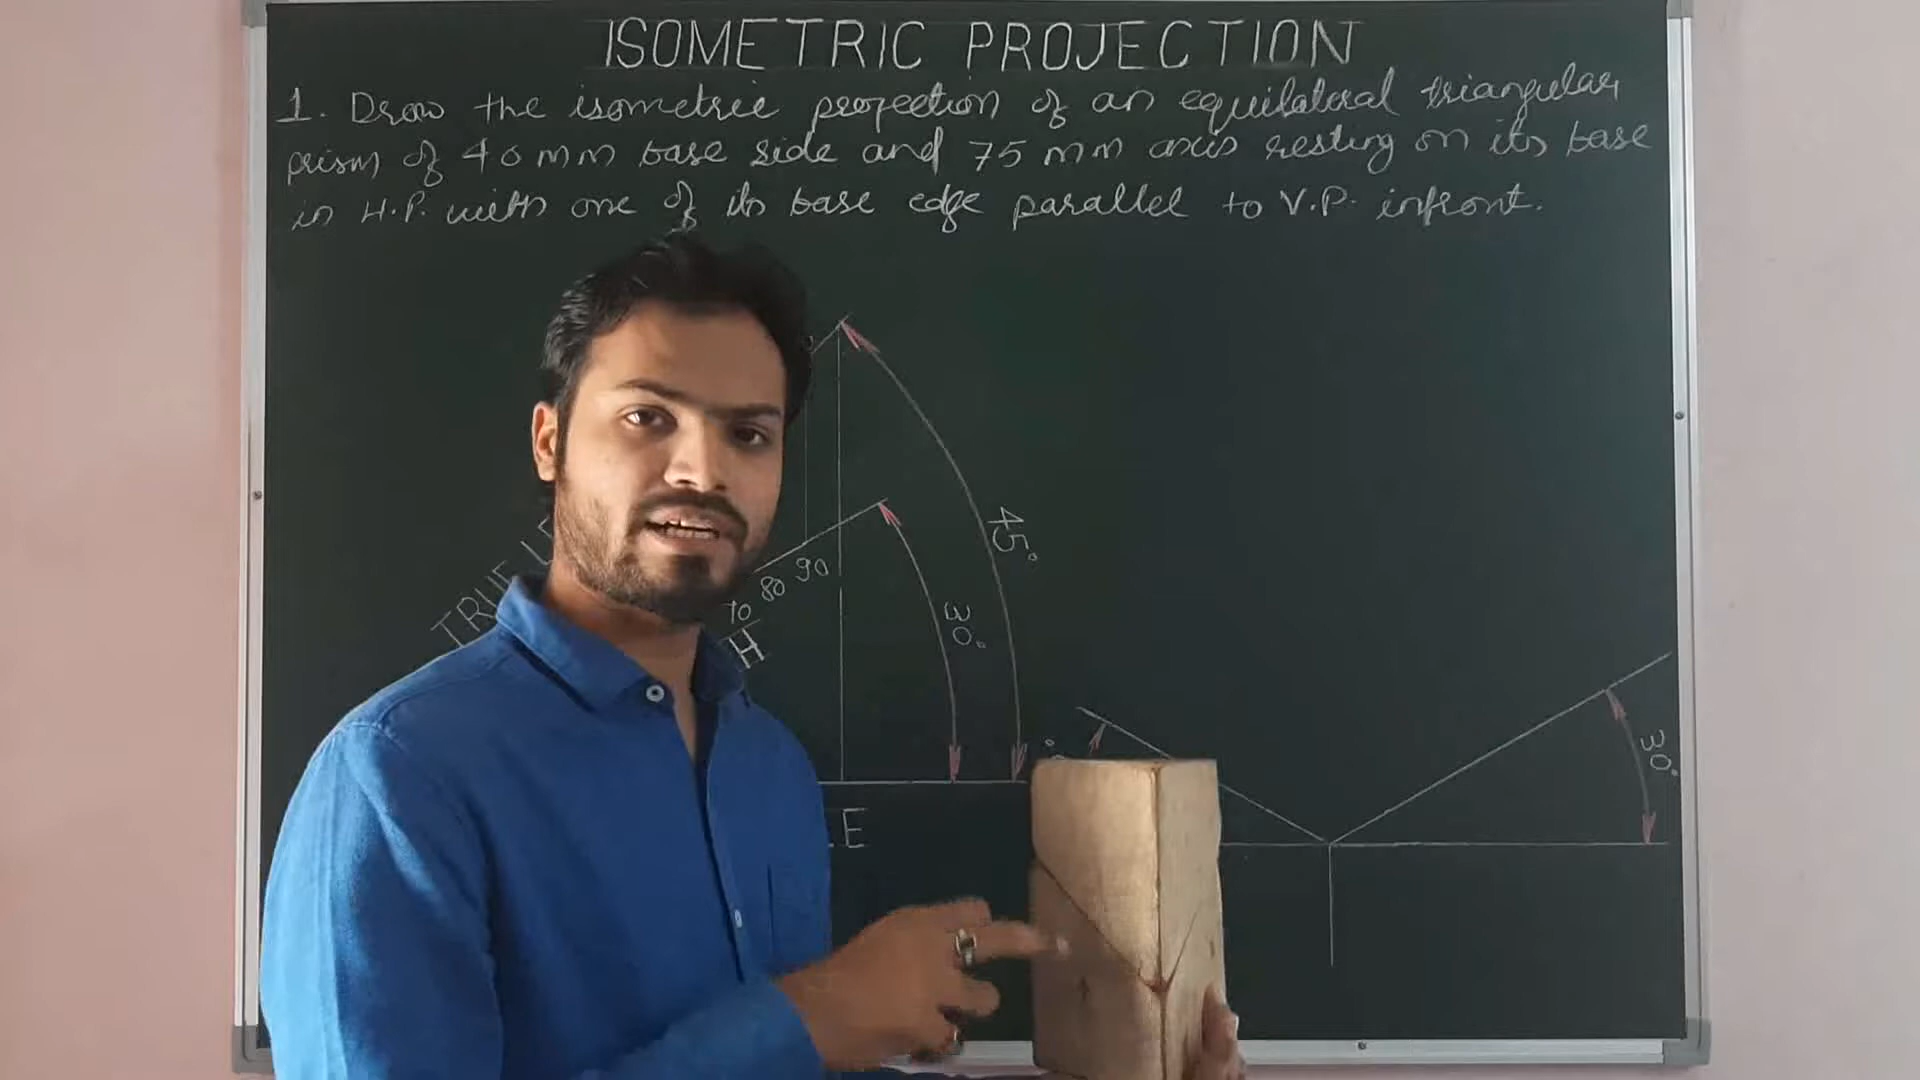 ISOMETRIC PROJECTION
1. Draw the isometric projection of an equilateral triangular
prism of 40 mm base side and 75 mm axis resting on its base
in H.P. with one of its base edge parallel to V.P. infront.
45°
TRUE
90
80
70
H
30°
30°
E